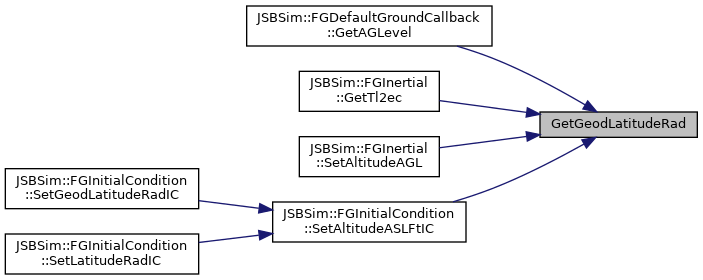 JSBSim::FGDefaultGroundCallback
::GetAGLevel
JSBSim::FGInertial
::GetTl2ec
GetGeodLatitudeRad
JSBSim::FGInertial
::SetAltitudeAGL
JSBSim::FGInitialCondition
::SetGeodLatitudeRadIC
JSBSim::FGInitialCondition
::SetAltitudeASLFtIC
JSBSim::FGInitialCondition
::SetLatitudeRadIC